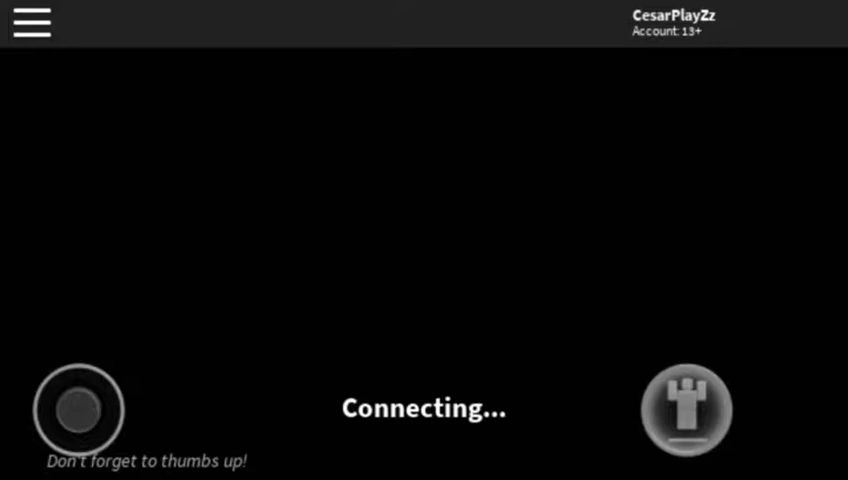 CesarPlayZz
Account: 13+
Connecting...
Don't forget to thumbs up!